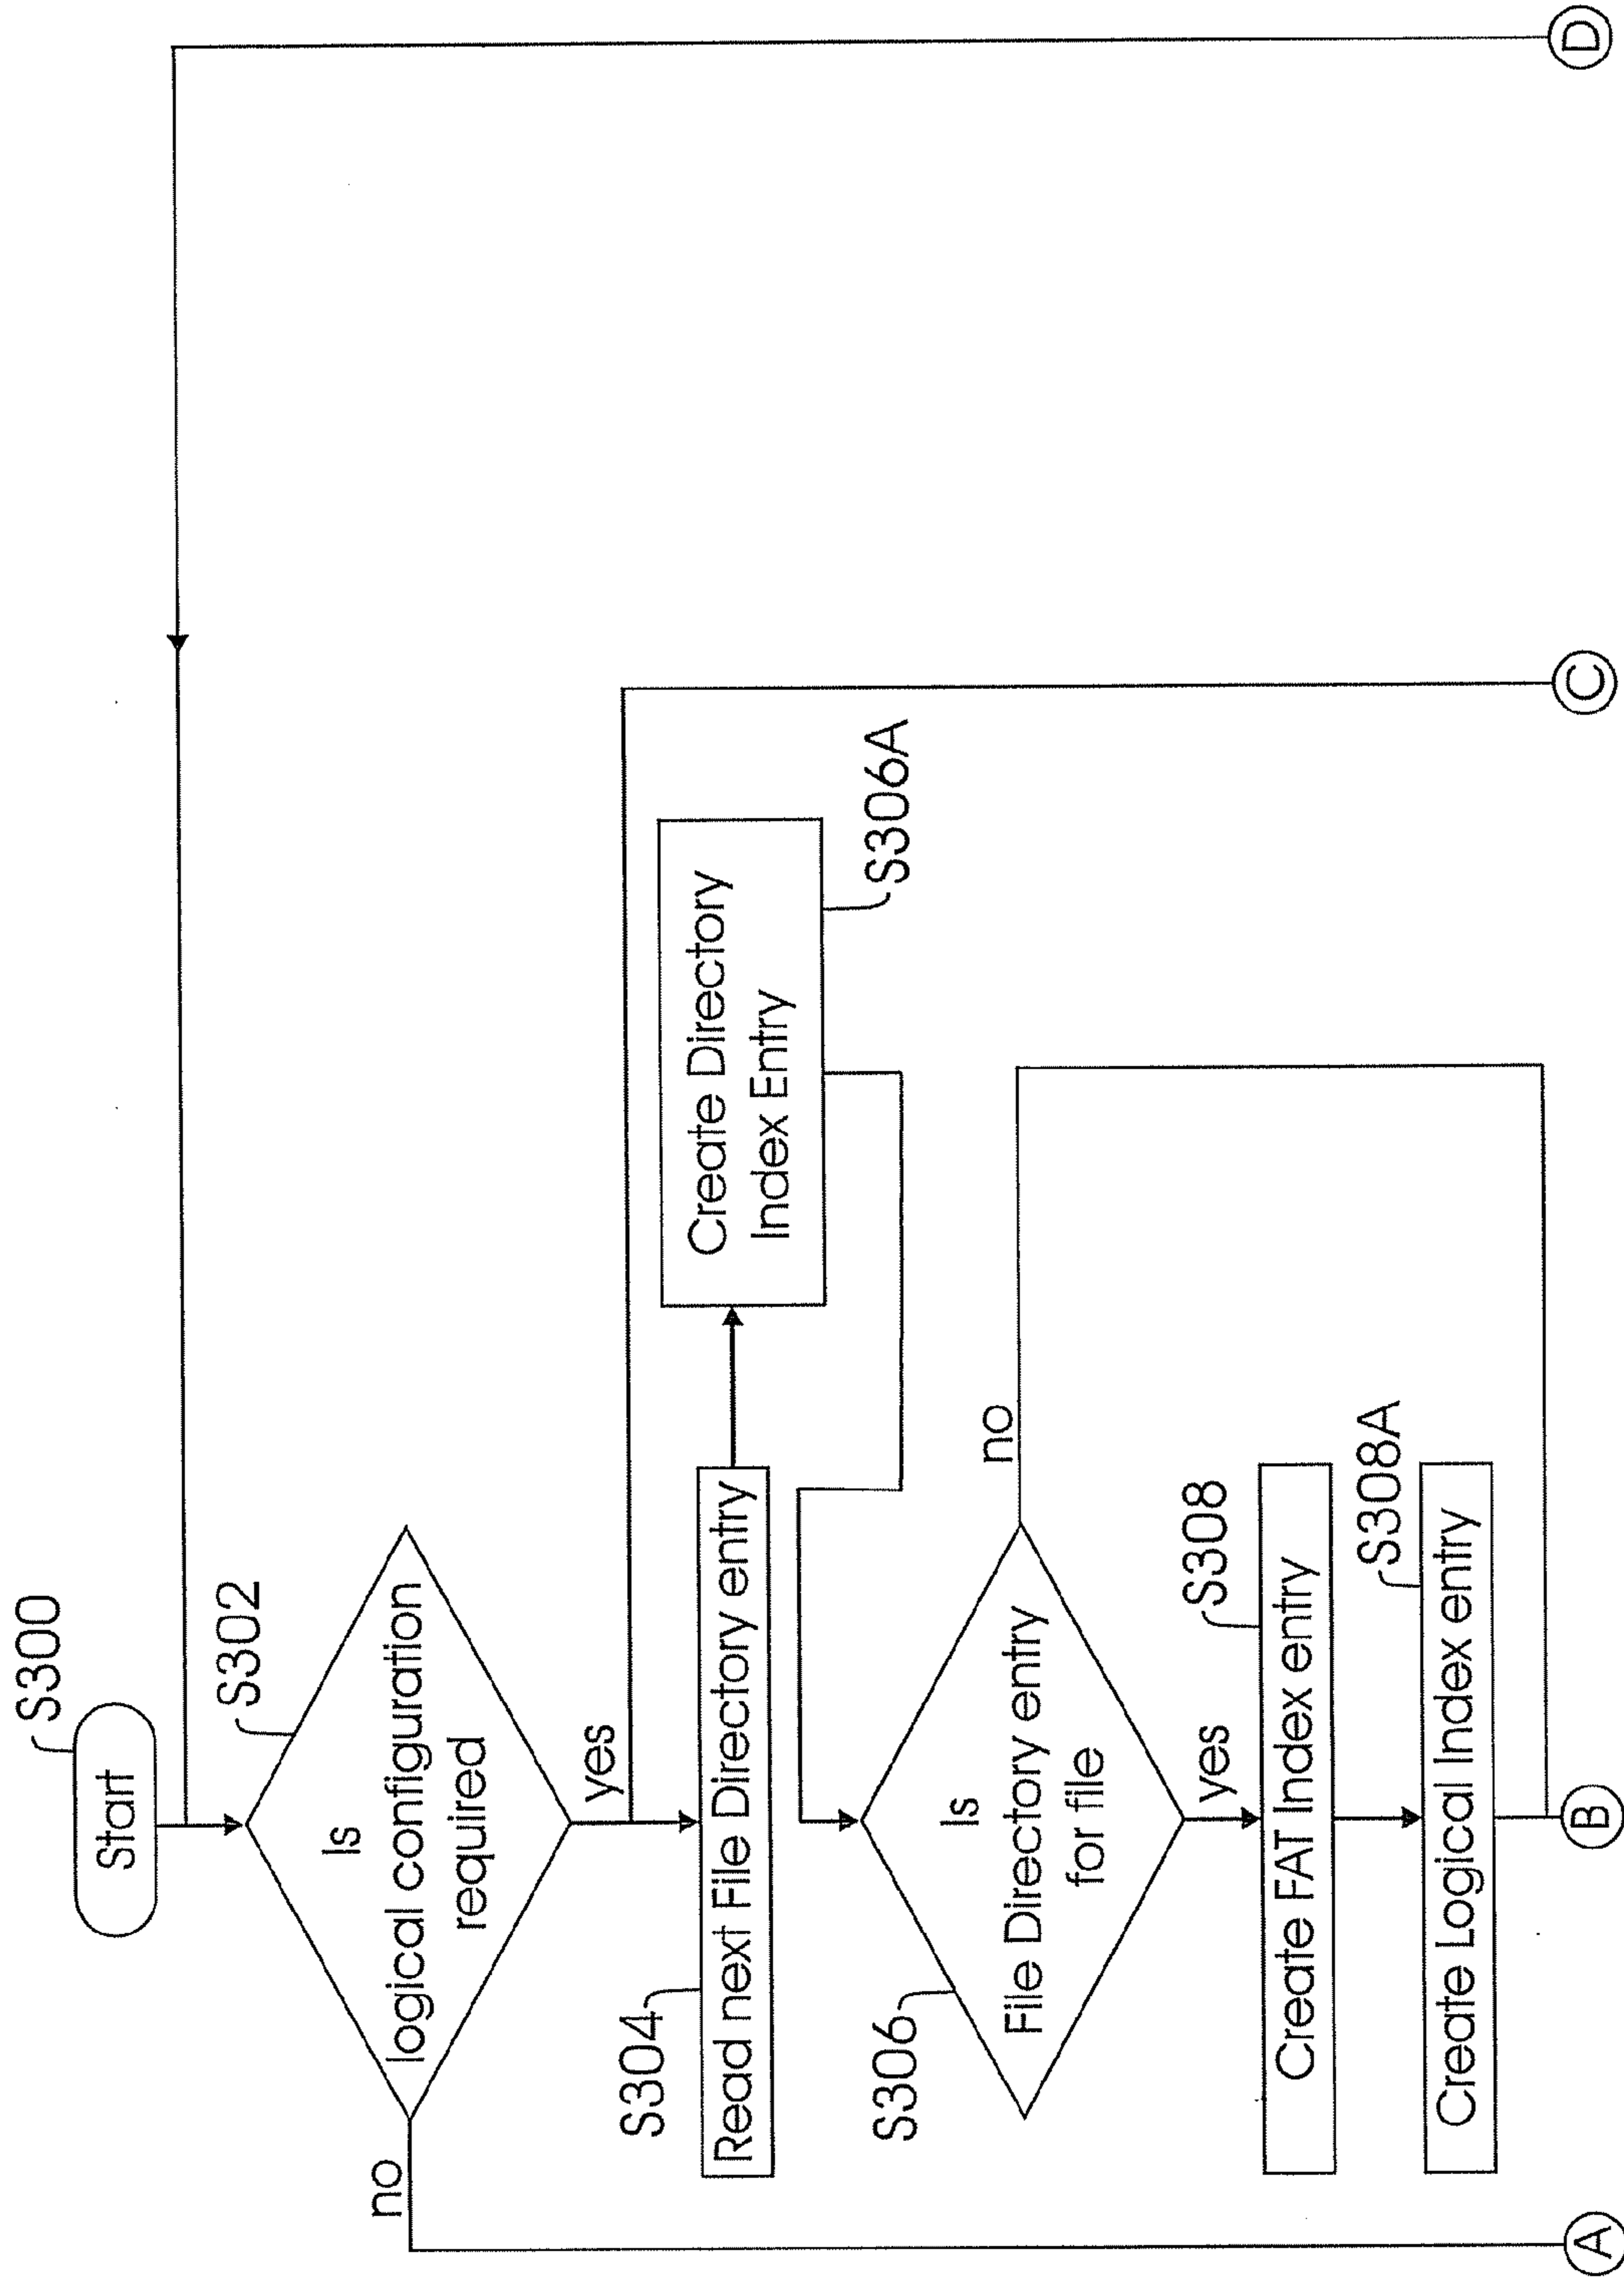 Start
S300
Is
logical configuration
required
S302
no
yes
S304
Read next File Directory entry
Create Directory
Index Entry
S306A
S306
Is
File Directory entry
for file
no
yes
Create FAT Index entry
S308
Create Logical Index entry
S308A
A
B
C
D